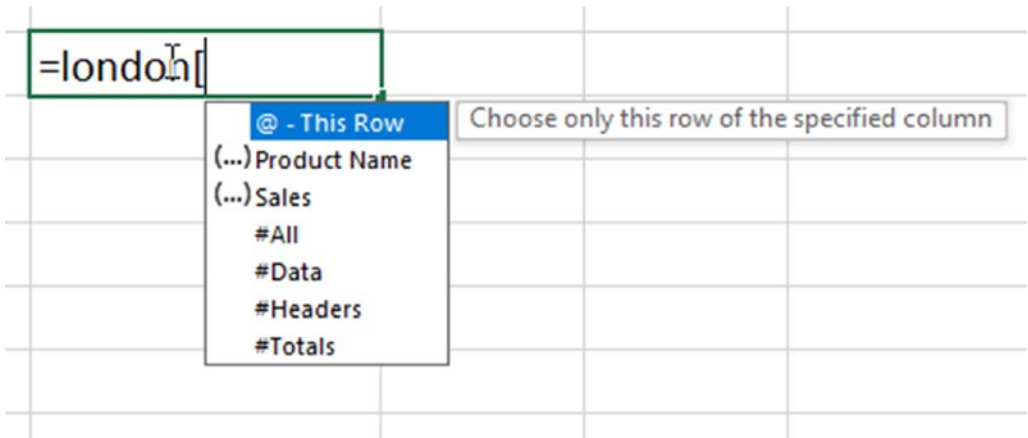 =london[
@ - This Row
Choose only this row of the specified column
(...) Product Name
(...) Sales
#All
#Data
#Headers
#Totals